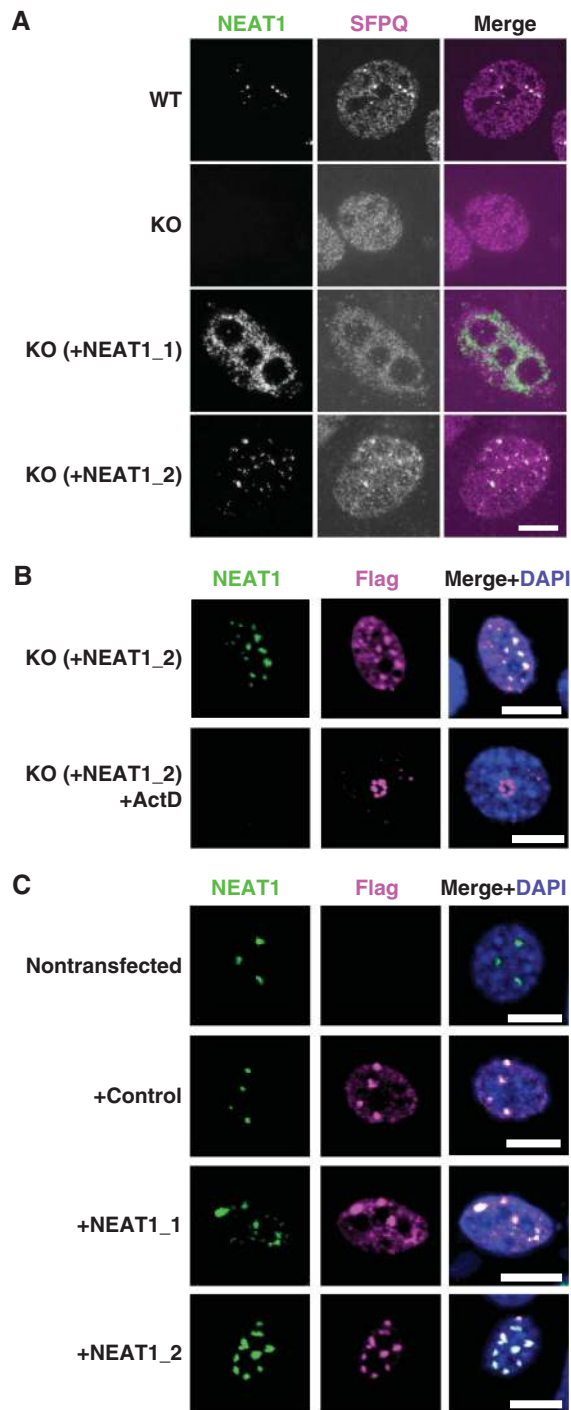 A
NEAT1 SFPQ Merge
WT
KO
KO (+NEAT1_1)
KO (+NEAT1_2)
B
NEAT1 Flag Merge+DAPI
KO (+NEAT1_2)
KO (+NEAT1_2)
+ActD
C
NEAT1 Flag Merge+DAPI
Nontransfected
+Control
+NEAT1_1
+NEAT1_2